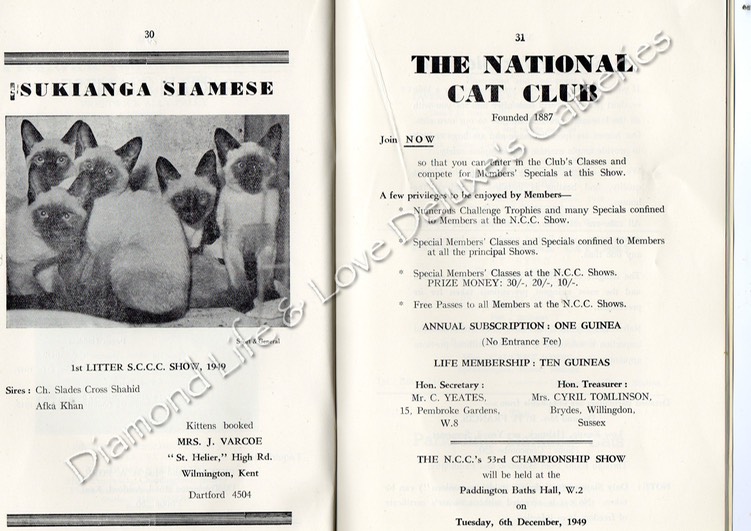 30
SUKIANGA SIAMESE
Sport & General
1st LITTER S.C.C.C. SHOW, 1949
Sires : Ch. Slades Cross Shahid
Afka Khan
Kittens booked
MRS. J. VARCOE
"St. Helier," High Rd.
Wilmington, Kent
Dartford 4504
31
THE NATIONAL
CAT CLUB
Founded 1887
Join NOW
so that you can enter in the Club's Classes and
compete for Members' Specials at this Show.
A few privileges to be enjoyed by Members—
* Numerous Challenge Trophies and many Specials confined
to Members at the N.C.C. Show.
* Special Members' Classes and Specials confined to Members
at all the principal Shows.
* Special Members' Classes at the N.C.C. Shows.
PRIZE MONEY: 30/-, 20/-, 10/-.
* Free Passes to all Members at the N.C.C. Shows.
ANNUAL SUBSCRIPTION : ONE GUINEA
(No Entrance Fee)
LIFE MEMBERSHIP : TEN GUINEAS
Hon. Secretary :
Mr. C. YEATES,
15, Pembroke Gardens,
W.8
Hon. Treasurer :
Mrs. CYRIL TOMLINSON,
Brydes, Willingdon,
Sussex
THE N.C.C.'s 53rd CHAMPIONSHIP SHOW
will be held at the
Paddington Baths Hall, W.2
on
Tuesday, 6th December, 1949
Diamond Life & Love Deluxe's Catteries